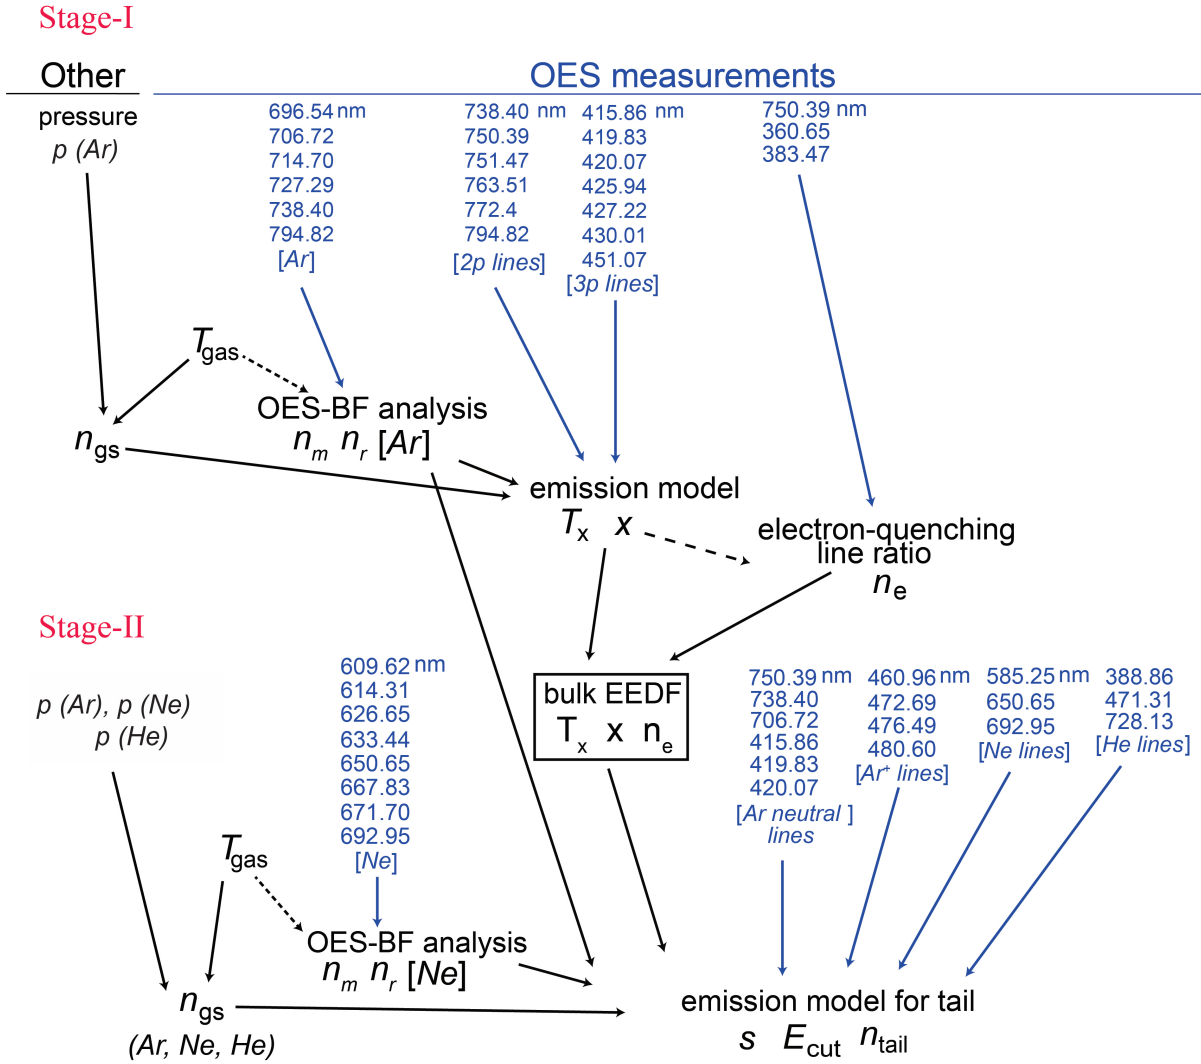 Stage-I
Other
OES measurements
pressure
p (Ar)
696.54 nm
706.72
714.70
727.29
738.40
794.82
[Ar]
738.40 nm
750.39
751.47
763.51
772.4
794.82
[2p lines]
415.86 nm
419.83
420.07
425.94
427.22
430.01
451.07
[3p lines]
750.39 nm
360.65
383.47
Tgas
OES-BF analysis
nm nr [Ar]
ngs
emission model
Tx x
electron-quenching
line ratio
ne
Stage-II
p (Ar), p (Ne)
p (He)
609.62 nm
614.31
626.65
633.44
650.65
667.83
671.70
692.95
[Ne]
bulk EEDF
Tx x ne
750.39 nm
738.40
706.72
415.86
419.83
420.07
[Ar neutral ]
lines
460.96 nm
472.69
476.49
480.60
[Ar+ lines]
585.25 nm
650.65
692.95
[Ne lines]
388.86
471.31
728.13
[He lines]
Tgas
OES-BF analysis
nm nr [Ne]
ngs
(Ar, Ne, He)
emission model for tail
s Ecut ntail